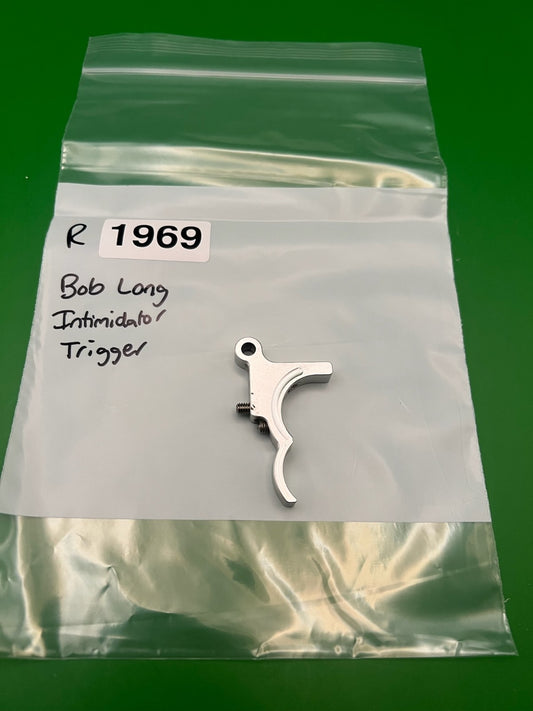 R 1969
Bob Long
Intimidator
Trigger